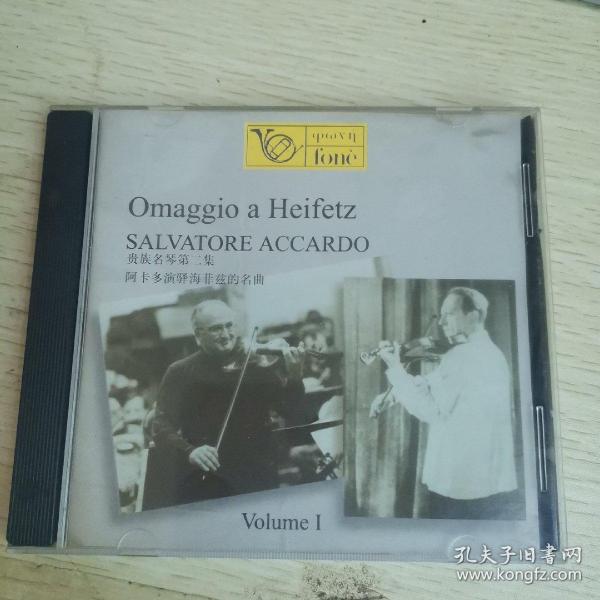 φωνή
fonè
Omaggio a Heifetz
SALVATORE ACCARDO
贵族名琴第二集
阿卡多演驿海菲兹的名曲
Volume I
孔夫子旧书网
www.kongfz.com